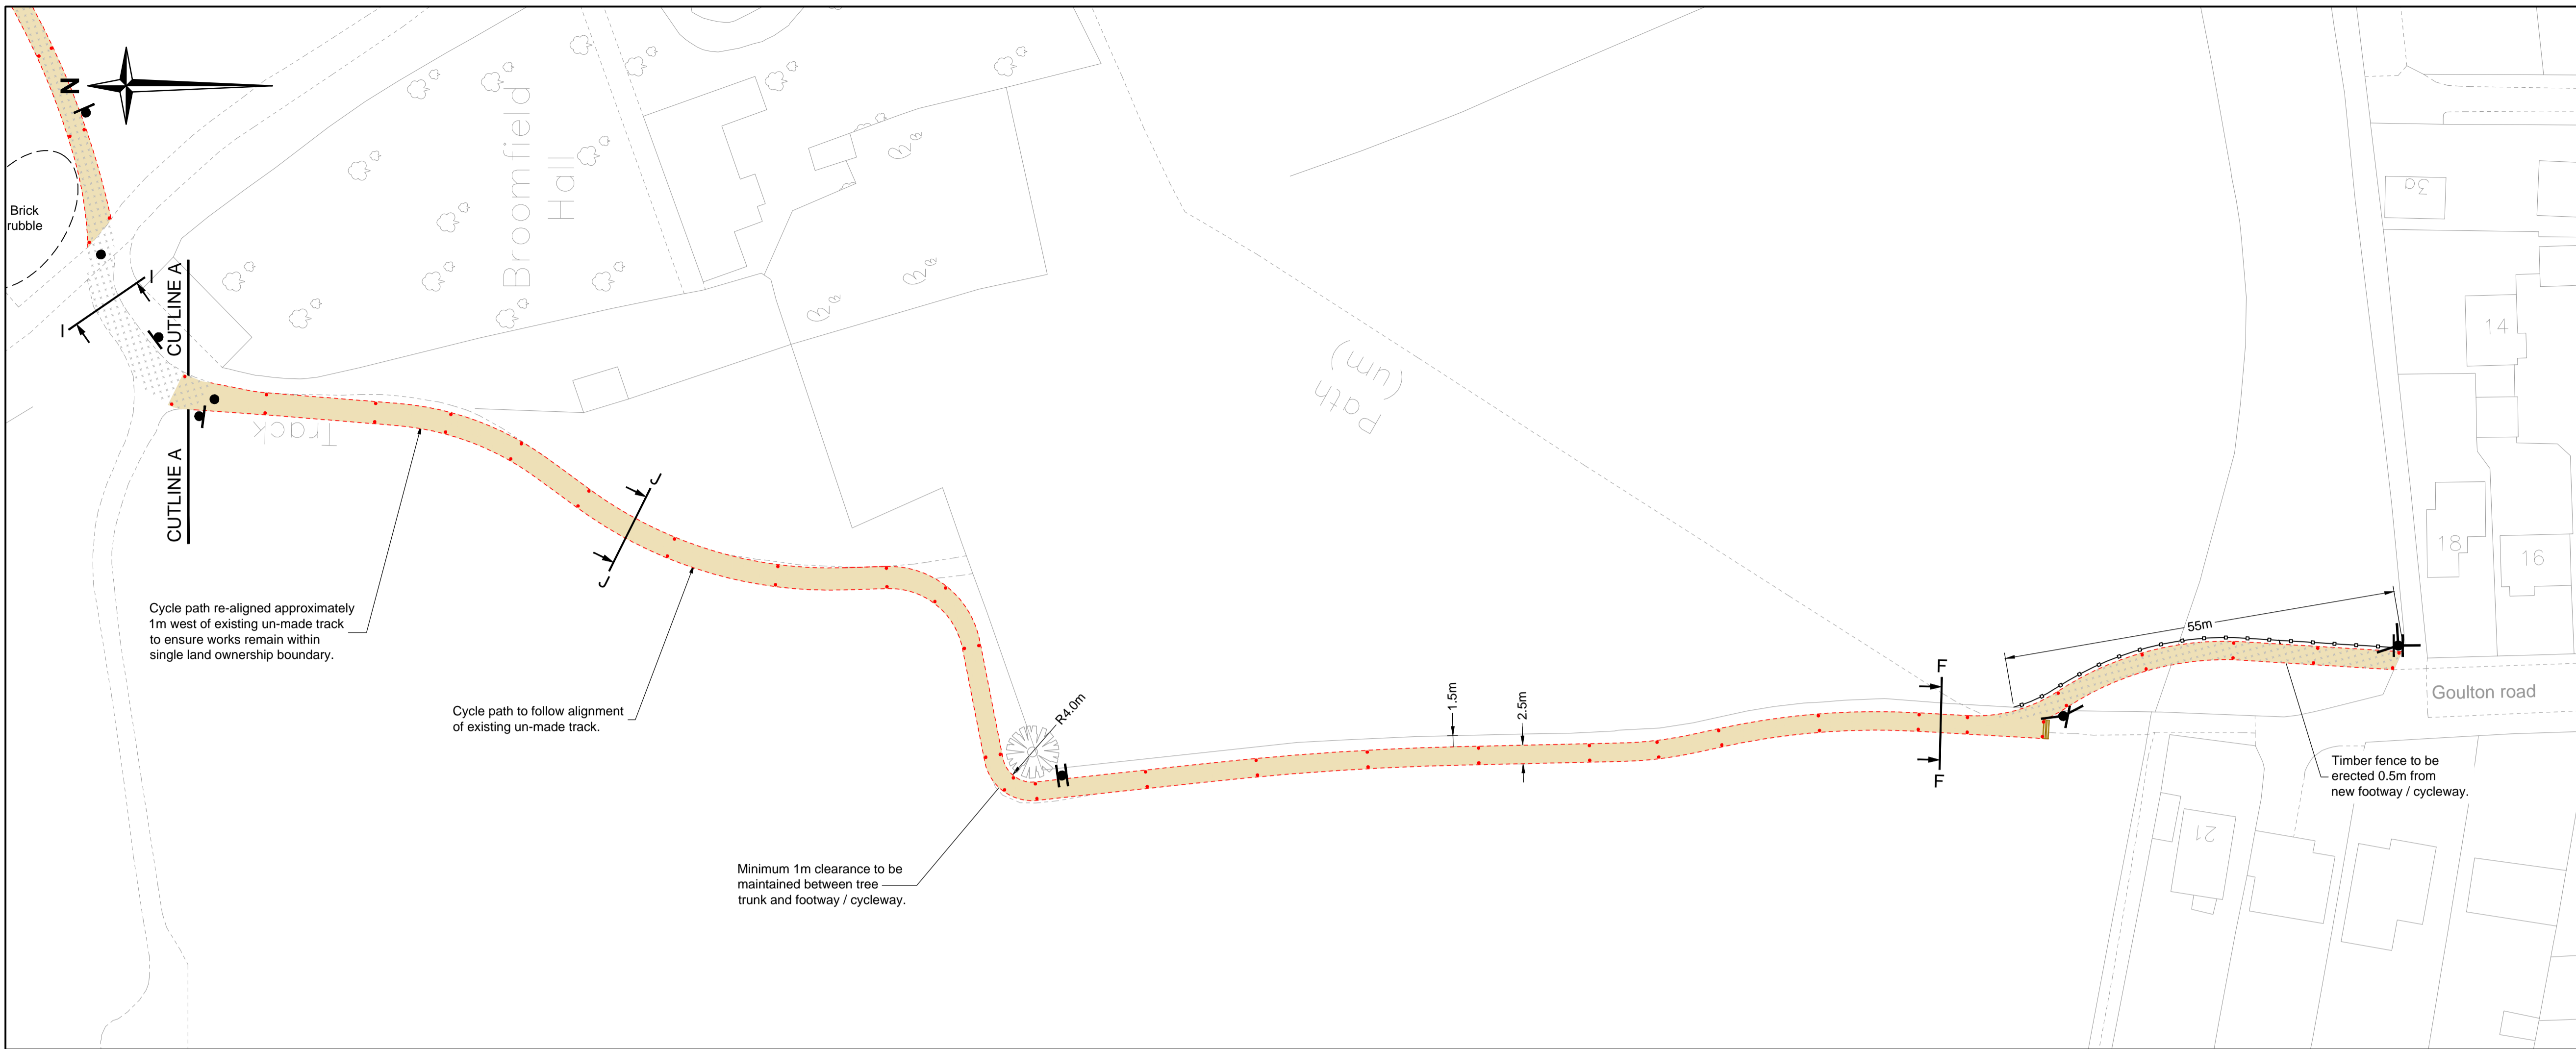 N
Brick
rubble
I
I
CUTLINE A
CUTLINE A
Bromfield
Hall
Track
Cycle path re-aligned approximately
1m west of existing un-made track
to ensure works remain within
single land ownership boundary.
J
J
Cycle path to follow alignment
of existing un-made track.
R4.0m
Minimum 1m clearance to be
maintained between tree
trunk and footway / cycleway.
Path
(um)
1.5m
2.5m
F
F
55m
3a
14
18
16
Goulton road
Timber fence to be
erected 0.5m from
new footway / cycleway.
21